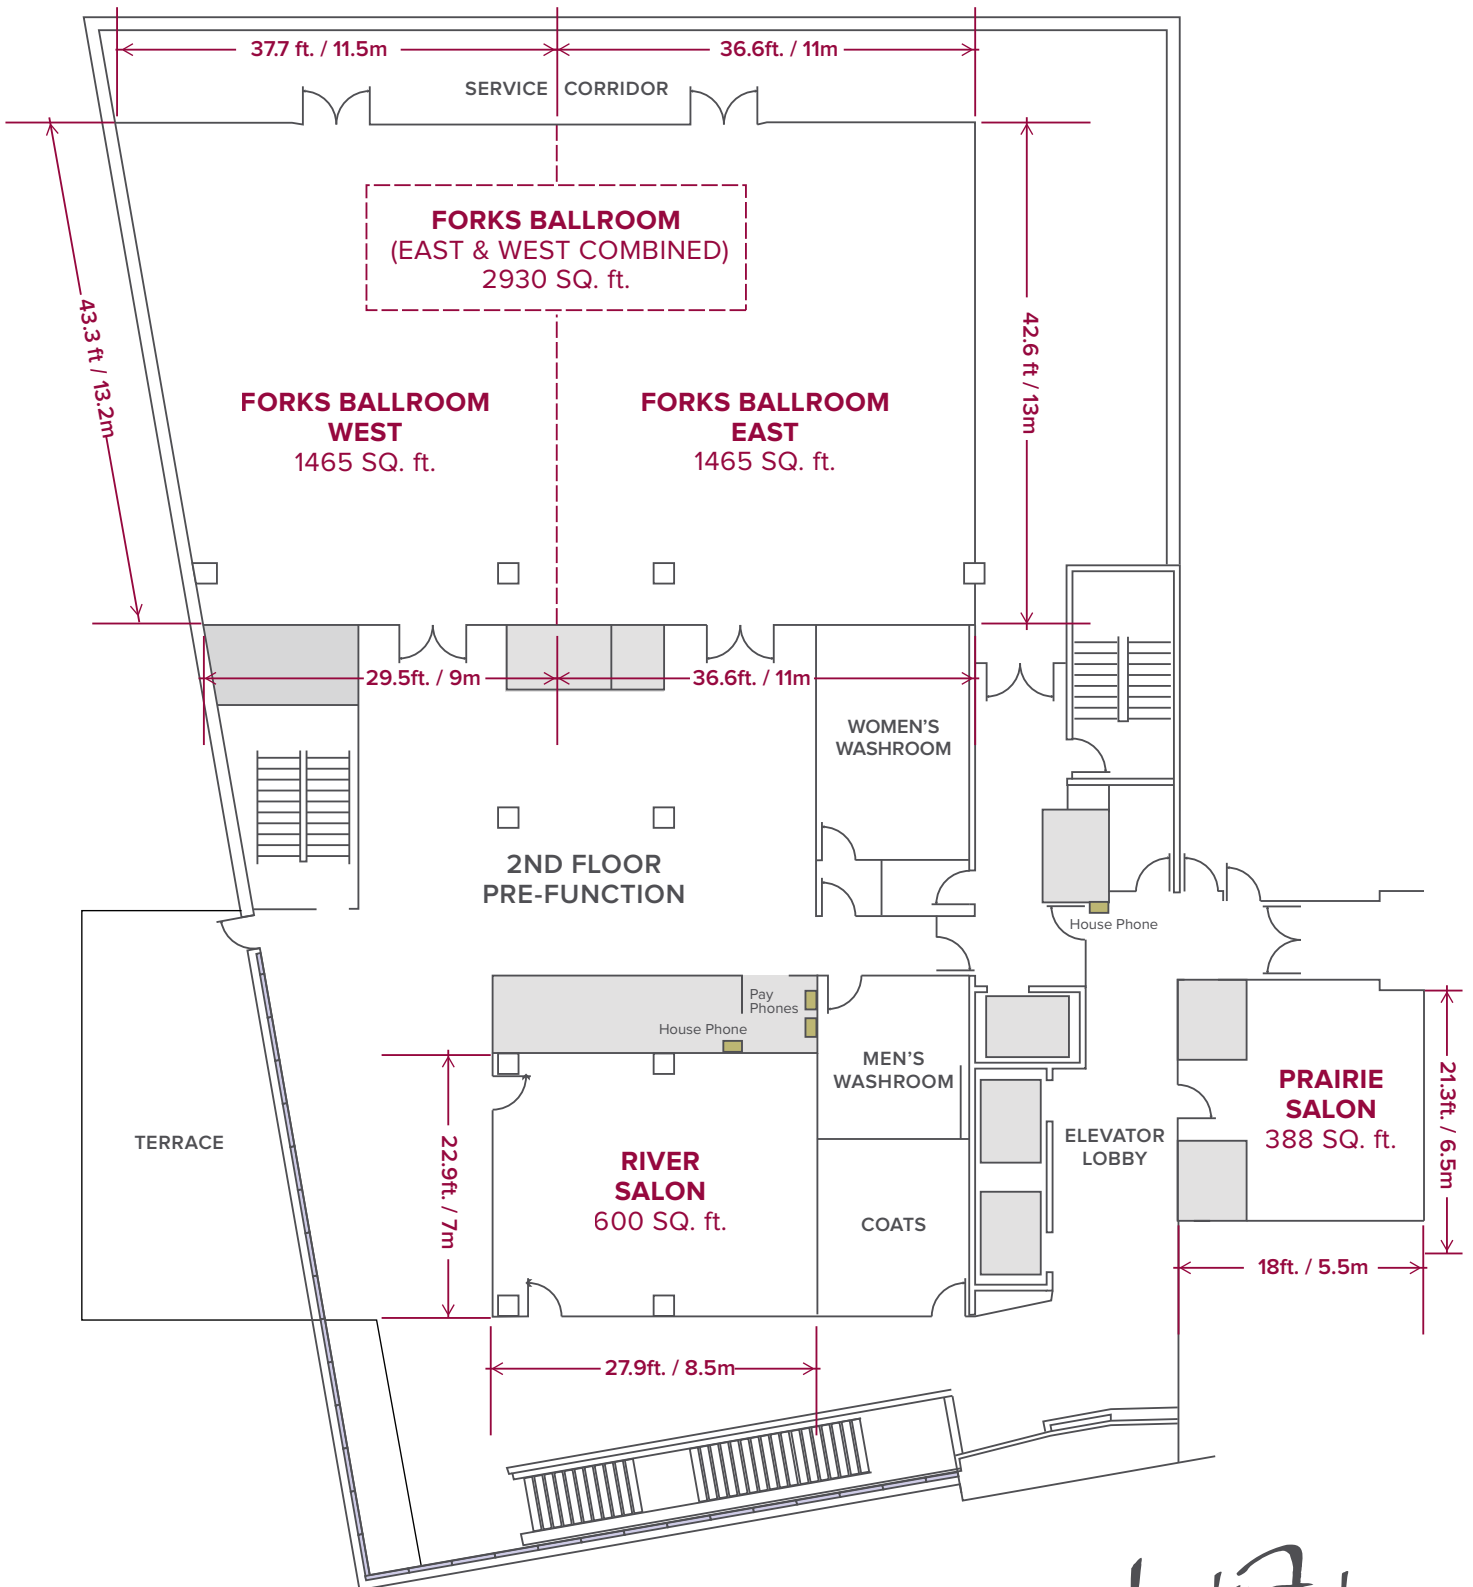 37.7 ft. / 11.5m
36.6ft. / 11m
SERVICE CORRIDOR
FORKS BALLROOM
(EAST & WEST COMBINED)
2930 SQ. ft.
43.3 ft / 13.2m
42.6 ft / 13m
FORKS BALLROOM
WEST
1465 SQ. ft.
FORKS BALLROOM
EAST
1465 SQ. ft.
29.5ft. / 9m
36.6ft. / 11m
WOMEN'S
WASHROOM
2ND FLOOR
PRE-FUNCTION
House Phone
Pay
Phones
House Phone
MEN'S
WASHROOM
TERRACE
22.9ft. / 7m
RIVER
SALON
600 SQ. ft.
COATS
ELEVATOR
LOBBY
PRAIRIE
SALON
388 SQ. ft.
21.3ft. / 6.5m
18ft. / 5.5m
27.9ft. / 8.5m